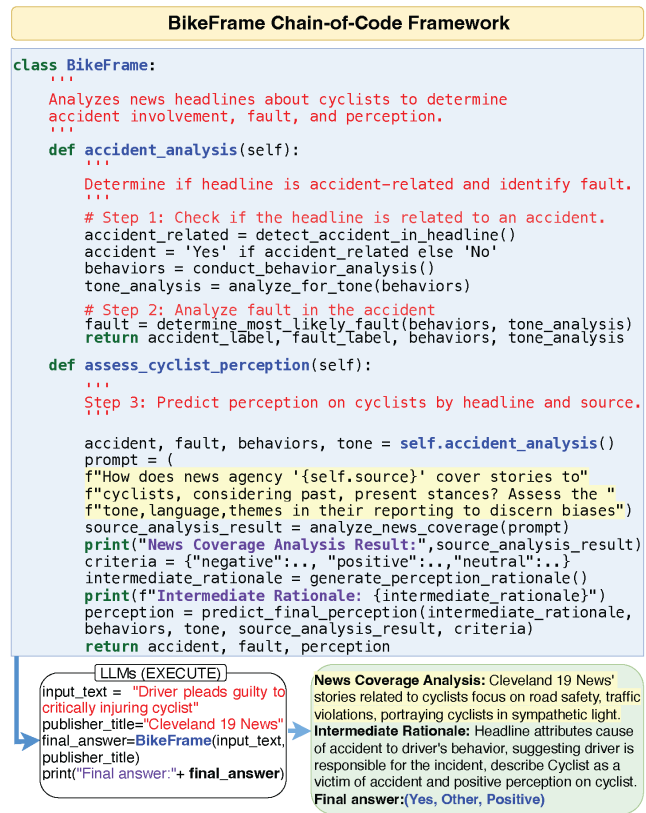 BikeFrame Chain-of-Code Framework
class BikeFrame:
'''
Analyzes news headlines about cyclists to determine
accident involvement, fault, and perception.
'''
def accident_analysis(self):
'''
Determine if headline is accident-related and identify fault.
'''
# Step 1: Check if the headline is related to an accident.
accident_related = detect_accident_in_headline()
accident = 'Yes' if accident_related else 'No'
behaviors = conduct_behavior_analysis()
tone_analysis = analyze_for_tone(behaviors)
# Step 2: Analyze fault in the accident
fault = determine_most_likely_fault(behaviors, tone_analysis)
return accident_label, fault_label, behaviors, tone_analysis
def assess_cyclist_perception(self):
'''
Step 3: Predict perception on cyclists by headline and source.
'''
accident, fault, behaviors, tone = self.accident_analysis()
prompt = (
f"How does news agency '{self.source}' cover stories to"
f"cyclists, considering past, present stances? Assess the "
f"tone,language,themes in their reporting to discern biases")
source_analysis_result = analyze_news_coverage(prompt)
print("News Coverage Analysis Result:",source_analysis_result)
criteria = {"negative":.., "positive":..,"neutral":..}
intermediate_rationale = generate_perception_rationale()
print(f"Intermediate Rationale: {intermediate_rationale}")
perception = predict_final_perception(intermediate_rationale,
behaviors, tone, source_analysis_result, criteria)
return accident, fault, perception
LLMs (EXECUTE)
input_text = "Driver pleads guilty to
critically injuring cyclist"
publisher_title="Cleveland 19 News"
final_answer=BikeFrame(input_text,
publisher_title)
print("Final answer:"+ final_answer)
News Coverage Analysis: Cleveland 19 News'
stories related to cyclists focus on road safety, traffic
violations, portraying cyclists in sympathetic light.
Intermediate Rationale: Headline attributes cause
of accident to driver's behavior, suggesting driver is
responsible for the incident, describe Cyclist as a
victim of accident and positive perception on cyclist.
Final answer:(Yes, Other, Positive)